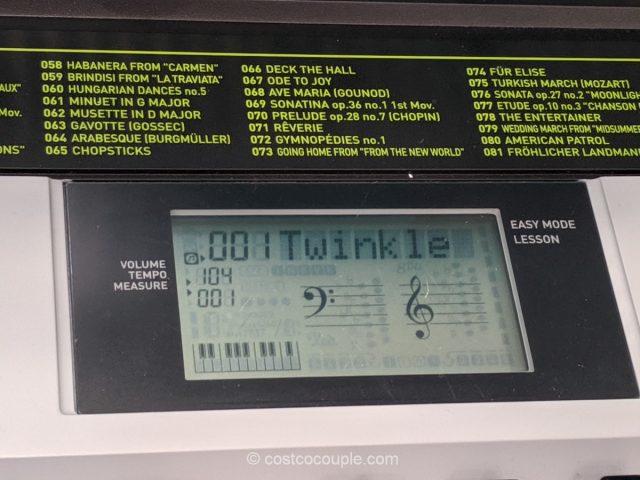 AUX"
ONS"
058 HABANERA FROM "CARMEN"
059 BRINDISI FROM "LA TRAVIATA"
060 HUNGARIAN DANCES no.5
061 MINUET IN G MAJOR
062 MUSETTE IN D MAJOR
063 GAVOTTE (GOSSEC)
064 ARABESQUE (BURGMÜLLER)
065 CHOPSTICKS
066 DECK THE HALL
067 ODE TO JOY
068 AVE MARIA (GOUNOD)
069 SONATINA op.36 no.1 1st Mov.
070 PRELUDE op.28 no.7 (CHOPIN)
071 RÊVERIE
072 GYMNOPÉDIES no.1
073 GOING HOME FROM "FROM THE NEW WORLD"
074 FÜR ELISE
075 TURKISH MARCH (MOZART)
076 SONATA op.27 no.2 "MOONLIGH
077 ETUDE op.10 no.3 "CHANSON
078 THE ENTERTAINER
079 WEDDING MARCH FROM "MIDSUMME
080 AMERICAN PATROL
081 FRÖHLICHER LANDMAN
VOLUME
TEMPO
MEASURE
001 Twinkle
104
001
EASY MODE
LESSON
© costcocouple.com